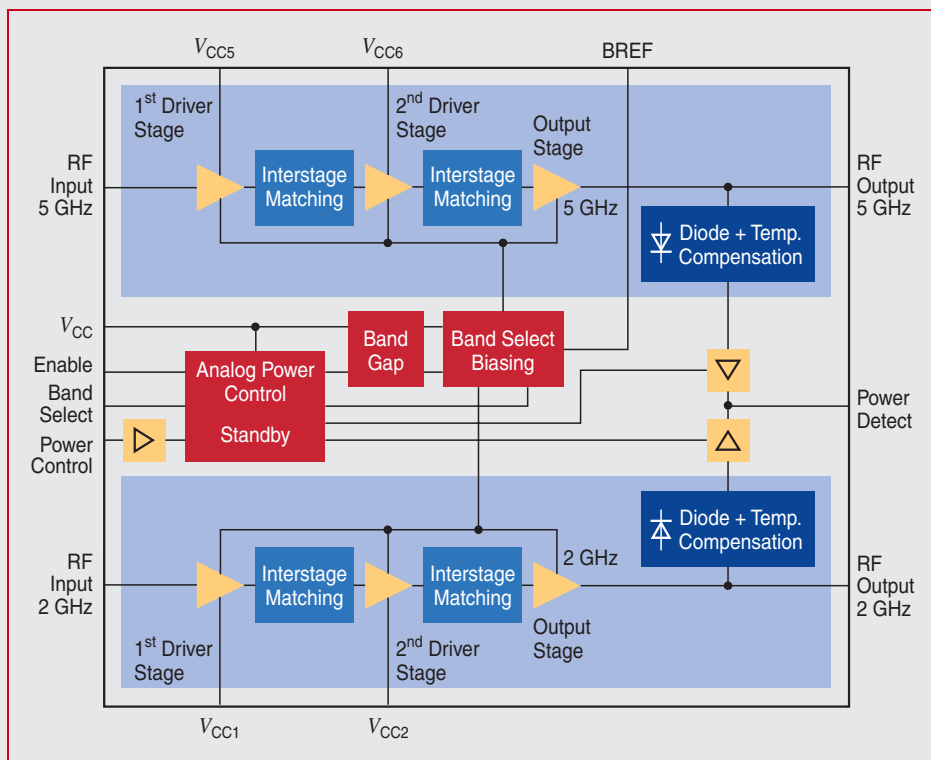 VCC5
VCC6
BREF
1st Driver
Stage
2nd Driver
Stage
Output
Stage
RF
Input
5 GHz
Interstage
Matching
Interstage
Matching
5 GHz
RF
Output
5 GHz
Diode + Temp.
Compensation
VCC
Enable
Band
Select
Power
Control
Analog Power
Control
Standby
Band
Gap
Band Select
Biasing
Power
Detect
Diode + Temp.
Compensation
RF
Input
2 GHz
Interstage
Matching
Interstage
Matching
2 GHz
RF
Output
2 GHz
1st Driver
Stage
2nd Driver
Stage
Output
Stage
VCC1
VCC2